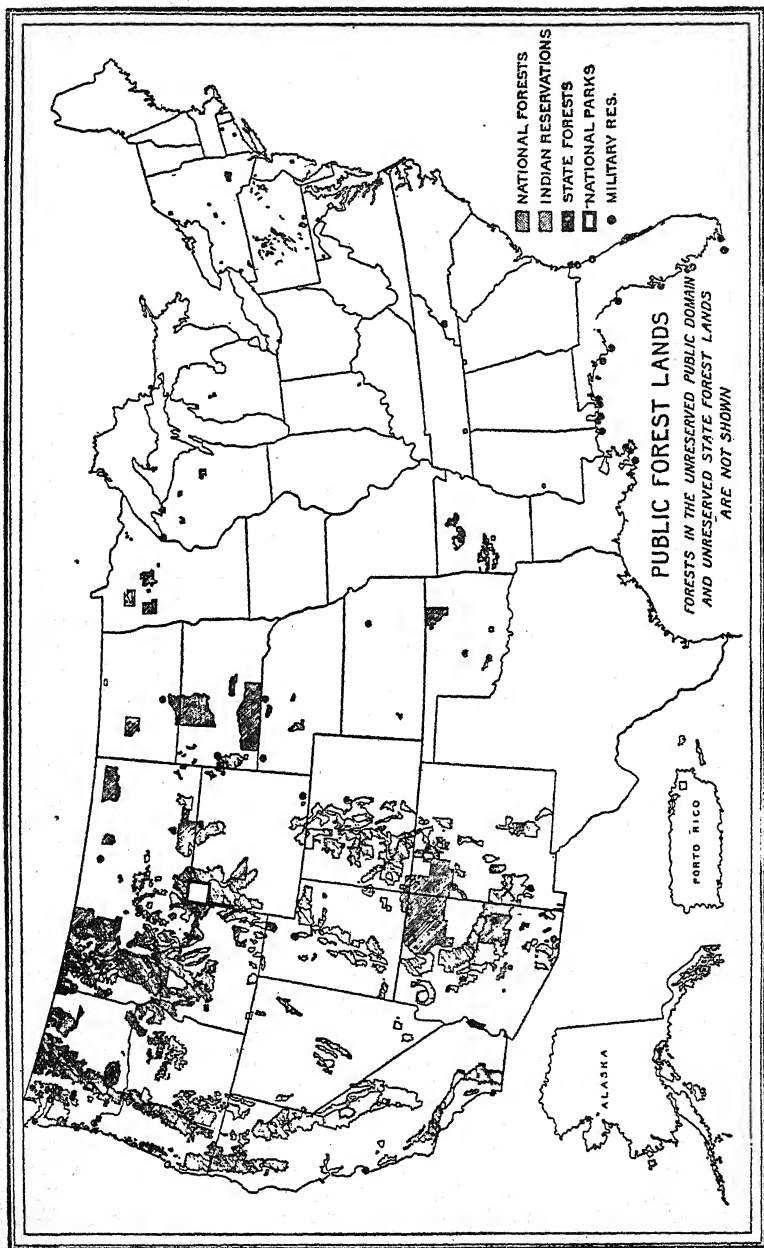 NATIONAL FORESTS
INDIAN RESERVATIONS
STATE FORESTS
NATIONAL PARKS
MILITARY RES.
PUBLIC FOREST LANDS
FORESTS IN THE UNRESERVED PUBLIC DOMAIN
AND UNRESERVED STATE FOREST LANDS
ARE NOT SHOWN
ALASKA
PORTO RICO